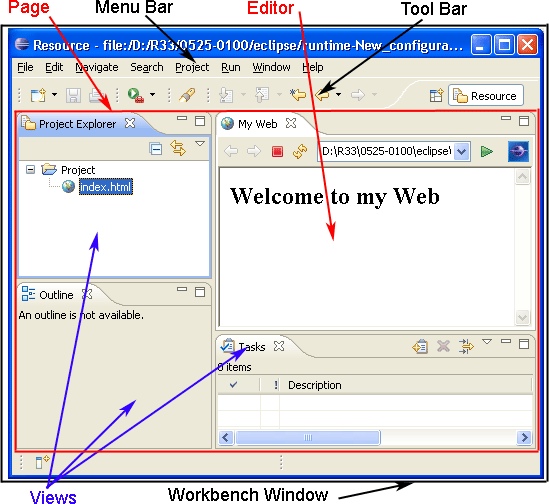 Page
Menu Bar
Editor
Tool Bar
Resource - file:/D:/R33/0525-0100/eclipse/runtime-New_configura...
File Edit Navigate Search Project Run Window Help
Resource
Project Explorer
My Web
D:\R33\0525-0100\eclipse\
Project
index.html
Welcome to my Web
Outline
An outline is not available.
Tasks
0 items
! Description
Views
Workbench Window